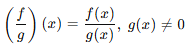 (f/g)(x) = f(x)/g(x), g(x) ≠ 0